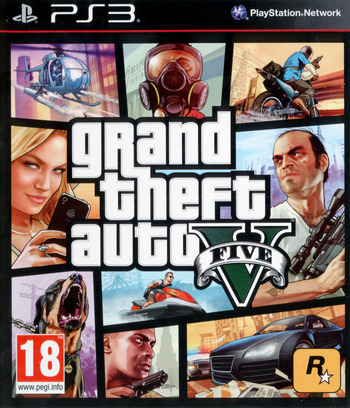 PS3
PlayStation Network
grand
theft
auto
V
FIVE
18
www.pegi.info
R